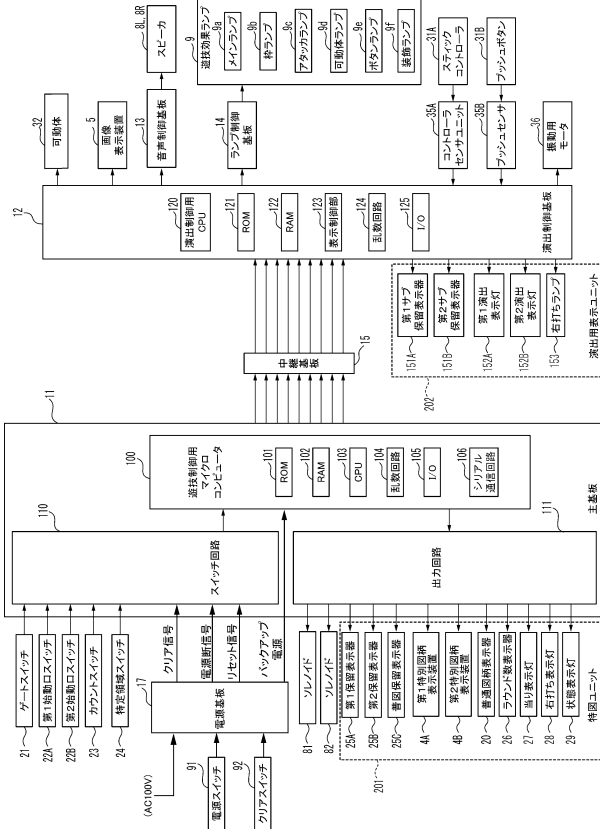 32
可動体
5
画像
表示装置
13
音声制御基板
8L, 8R
スピーカ
14
ランプ制御
基板
9
遊技効果ランプ
9a
メインランプ
9b
枠ランプ
9c
アタッカランプ
9d
可動体ランプ
9e
ボタンランプ
9f
装飾ランプ
35A
コントローラ
センサユニット
31A
スティック
コントローラ
35B
プッシュセンサ
31B
プッシュボタン
36
振動用
モータ
12
120
演出制御用
CPU
121
ROM
122
RAM
123
表示制御部
124
乱数回路
125
I/O
演出制御基板
151A
第1サブ
保留表示器
151B
第2サブ
保留表示器
152A
第1演出
表示灯
152B
第2演出
表示灯
153
右打ちランプ
202
演出用表示ユニット
中継基板
15
11
100
遊技制御用
マイクロ
コンピュータ
101
ROM
102
RAM
103
CPU
104
乱数回路
105
I/O
106
シリアル
通信回路
主基板
110
スイッチ回路
111
出力回路
21
ゲートスイッチ
22A
第1始動口スイッチ
22B
第2始動口スイッチ
23
カウントスイッチ
24
特定領域スイッチ
クリア信号
電源断信号
リセット信号
バックアップ
電源
17
電源基板
(AC100V)
91
電源スイッチ
92
クリアスイッチ
81
ソレノイド
82
ソレノイド
25A
第1保留表示器
25B
第2保留表示器
25C
普図保留表示器
4A
第1特別図柄
表示装置
4B
第2特別図柄
表示装置
20
普通図柄表示器
26
ラウンド数表示器
27
当り表示灯
28
右打ち表示灯
29
状態表示灯
201
特図ユニット